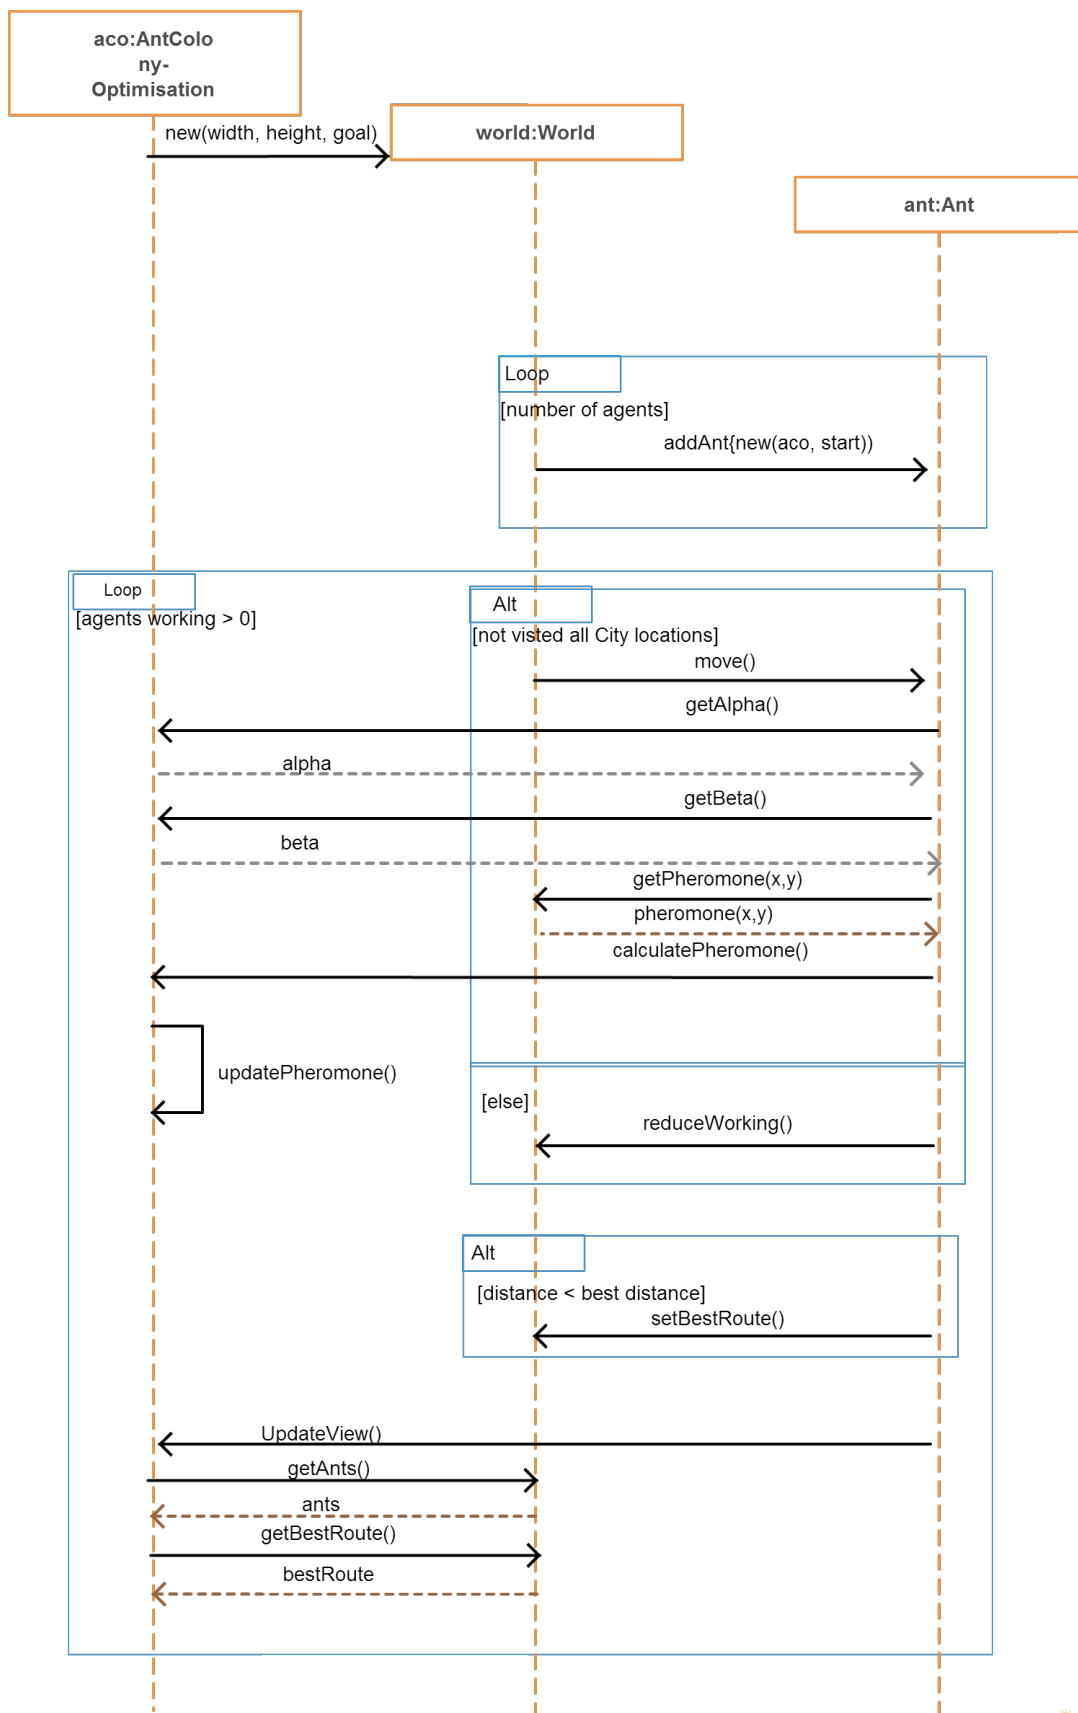 aco:AntColo
ny-
Optimisation
new(width, height, goal)
world:World
ant:Ant
Loop
[number of agents]
addAnt{new(aco, start))
Loop
[agents working > 0]
Alt
[not visted all City locations]
move()
getAlpha()
alpha
getBeta()
beta
getPheromone(x,y)
pheromone(x,y)
calculatePheromone()
updatePheromone()
[else]
reduceWorking()
Alt
[distance < best distance]
setBestRoute()
UpdateView()
getAnts()
ants
getBestRoute()
bestRoute